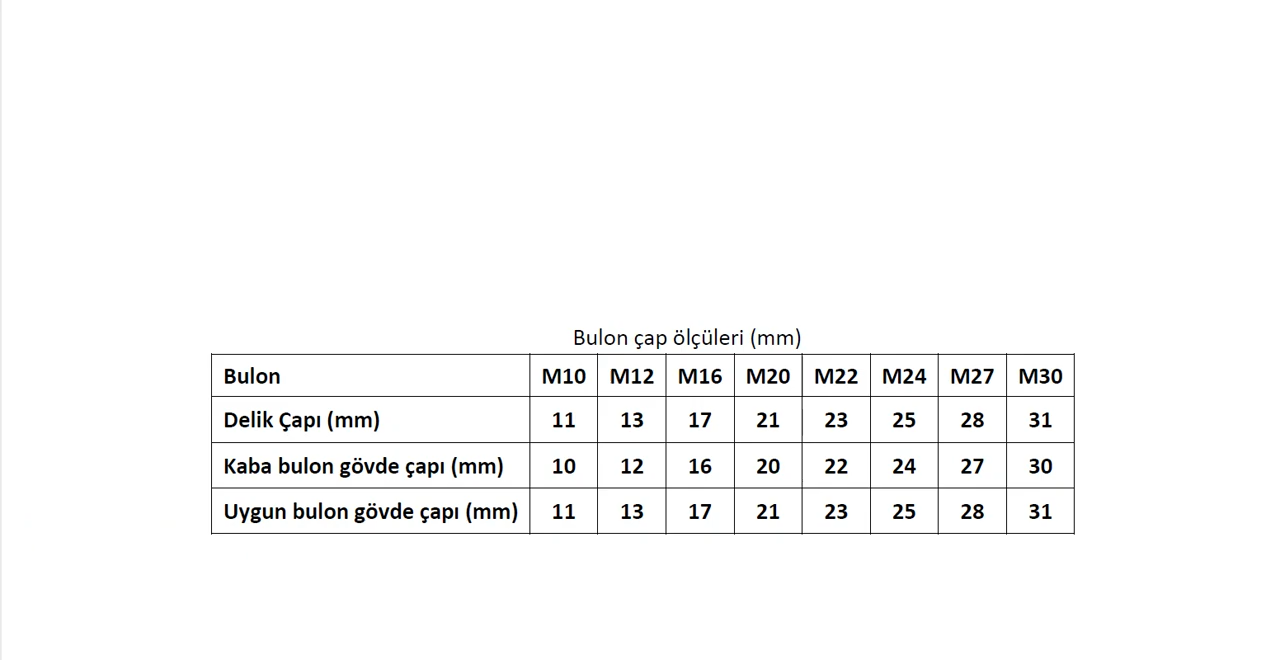 Bulon çap ölçüleri (mm)
Bulon M10 M12 M16 M20 M22 M24 M27 M30
Delik Çapı (mm) 11 13 17 21 23 25 28 31
Kaba bulon gövde çapı (mm) 10 12 16 20 22 24 27 30
Uygun bulon gövde çapı (mm) 11 13 17 21 23 25 28 31